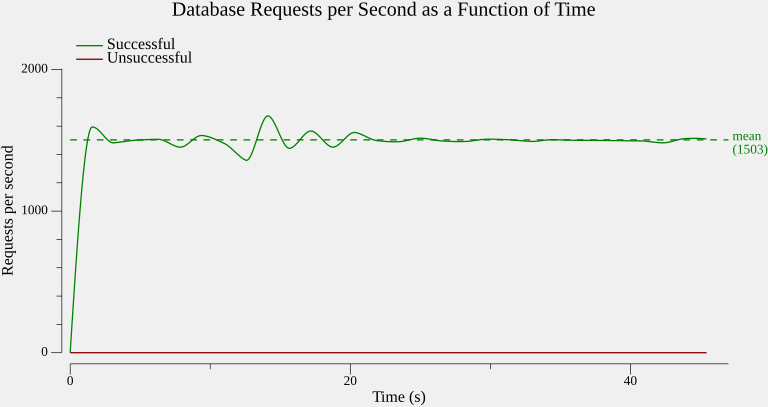 Database Requests per Second as a Function of Time
Successful
Unsuccessful
2000
1000
0
Requests per second
mean
(1503)
0
20
40
Time (s)